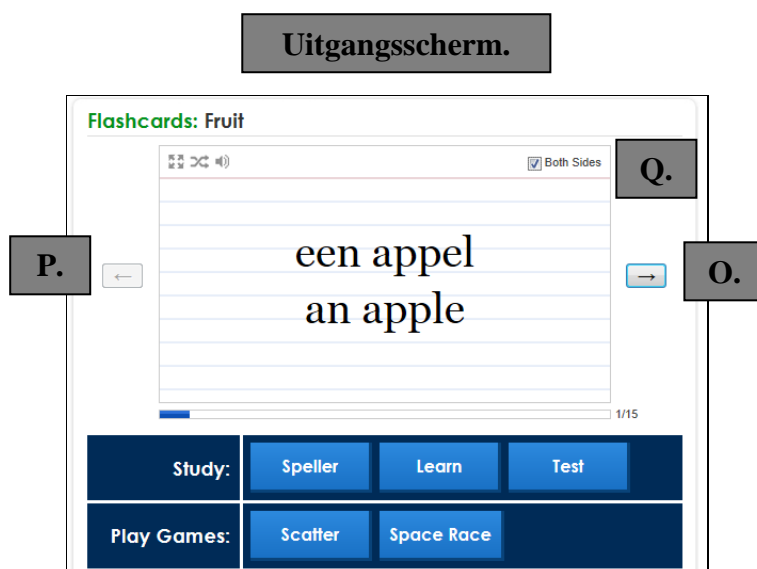 Uitgangsscherm.
Flashcards: Fruit
Both Sides
Q.
een appel
P.
→
O.
←
an apple
1/15
Study: Speller Learn Test
Play Games: Scatter Space Race